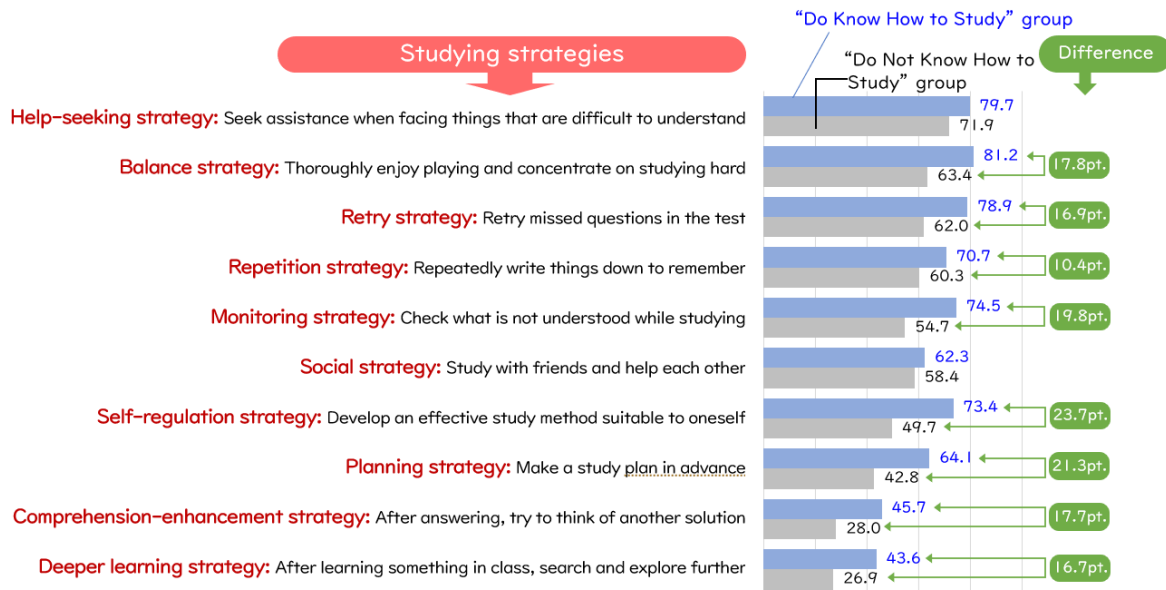 “Do Know How to Study” group
Studying strategies
“Do Not Know How to
Study” group
Difference
Help-seeking strategy: Seek assistance when facing things that are difficult to understand
79.7
71.9
Balance strategy: Thoroughly enjoy playing and concentrate on studying hard
81.2
63.4
17.8pt.
Retry strategy: Retry missed questions in the test
78.9
62.0
16.9pt.
Repetition strategy: Repeatedly write things down to remember
70.7
60.3
10.4pt.
Monitoring strategy: Check what is not understood while studying
74.5
54.7
19.8pt.
Social strategy: Study with friends and help each other
62.3
58.4
Self-regulation strategy: Develop an effective study method suitable to oneself
73.4
49.7
23.7pt.
Planning strategy: Make a study plan in advance
64.1
42.8
21.3pt.
Comprehension-enhancement strategy: After answering, try to think of another solution
45.7
28.0
17.7pt.
Deeper learning strategy: After learning something in class, search and explore further
43.6
26.9
16.7pt.